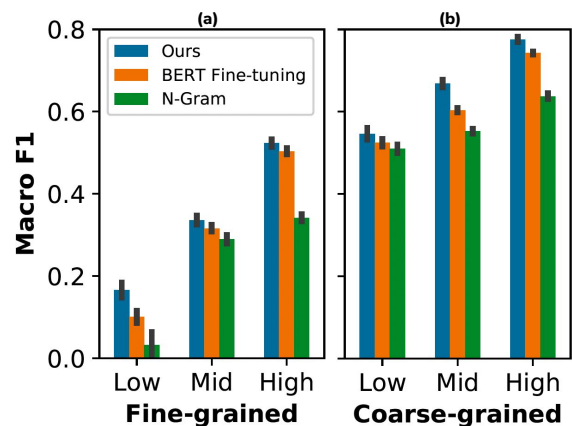 (a)
(b)
Macro F1
0.8
0.6
0.4
0.2
0.0
Ours
BERT Fine-tuning
N-Gram
Low Mid High
Low Mid High
Fine-grained
Coarse-grained